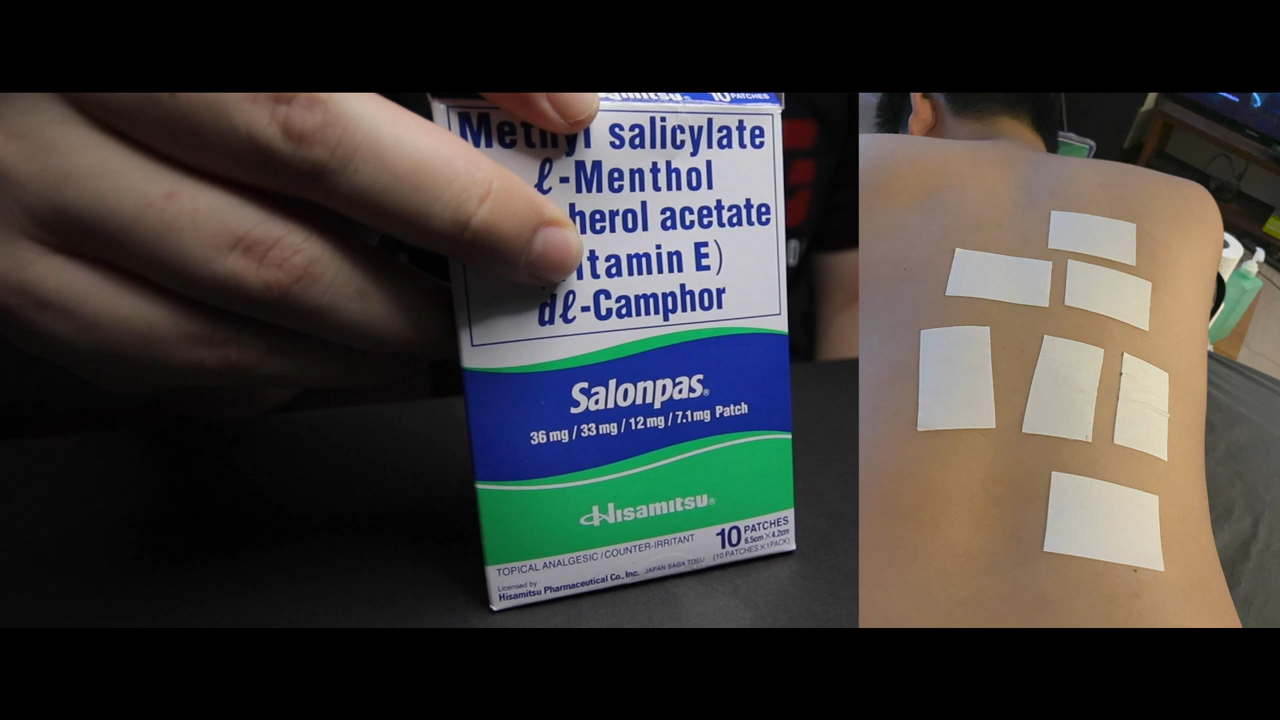 10 PATCHES
Methyl salicylate
ℓ-Menthol
herol acetate
itamin E)
dℓ-Camphor
Salonpas®
36 mg / 33 mg / 12 mg / 7.1 mg Patch
Hisamitsu®
10 PATCHES
6.5cm X 4.2cm
(10 PATCHES X 1 PACK)
TOPICAL ANALGESIC / COUNTER-IRRITANT
Licensed by
Hisamitsu Pharmaceutical Co., Inc. JAPAN SAGA TOSU